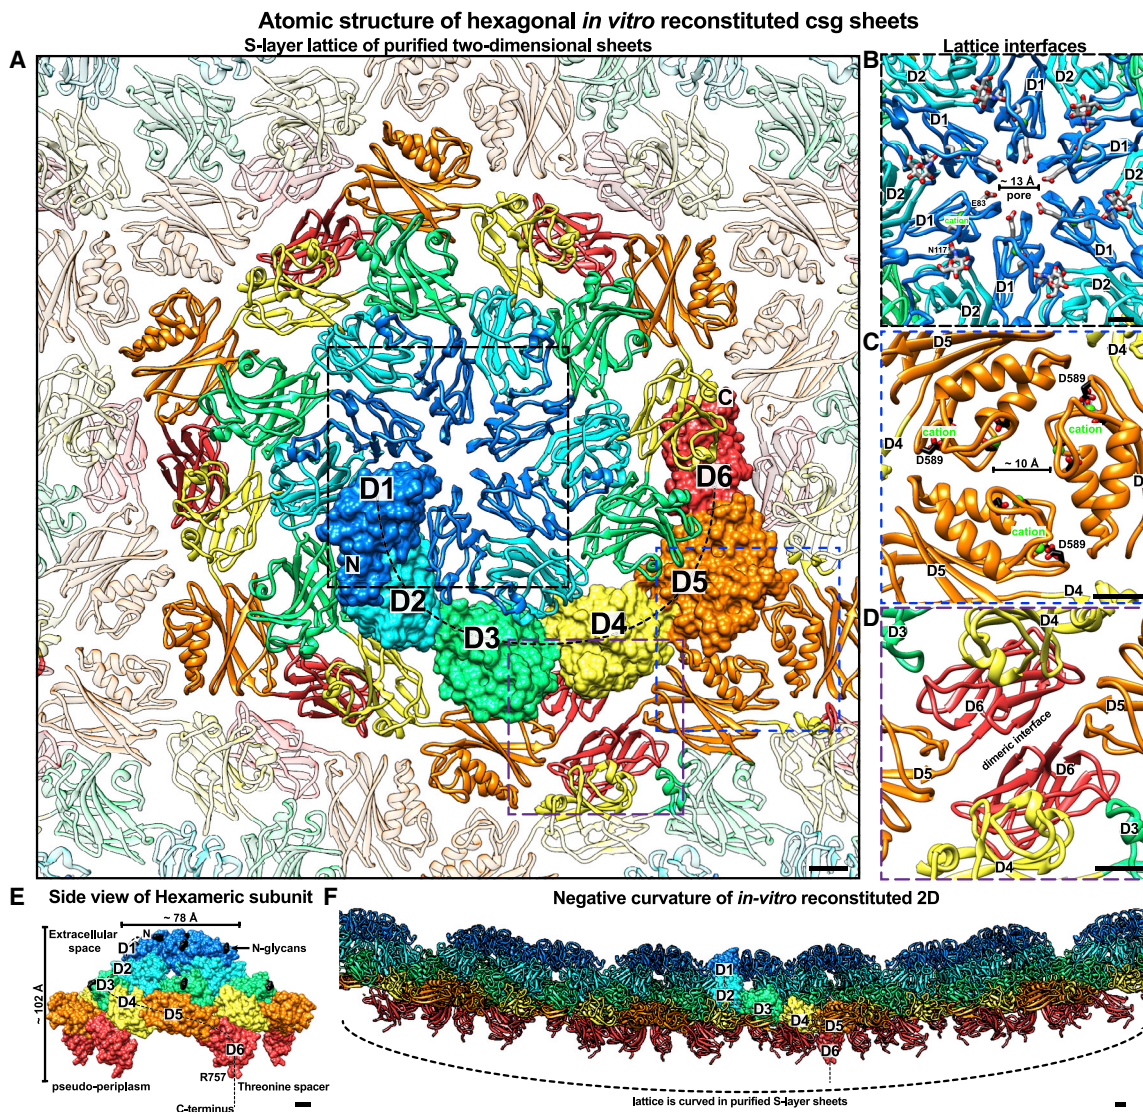 Atomic structure of hexagonal in vitro reconstituted csg sheets
A
S-layer lattice of purified two-dimensional sheets
D1
N
D2
D3
D4
D5
D6
C
Lattice interfaces
B
D2
D1
D2
D1
D1
~ 13 Å
pore
E83
D2
D2
D1
cation
N117
D1
D1
D2
D2
C
D5
D4
D589
cation
cation
D4
D589
~ 10 Å
D
cation
D589
D5
D4
D
D3
D4
D6
D5
dimeric interface
D6
D5
D3
D4
E
Side view of Hexameric subunit
~ 78 Å
Extracellular
space
N
D1
N-glycans
D2
D3
D4
D5
~ 102 Å
D6
R757
pseudo-periplasm
Threonine spacer
C-terminus
F
Negative curvature of in-vitro reconstituted 2D
D1
D2
D3
D4
D5
D6
lattice is curved in purified S-layer sheets